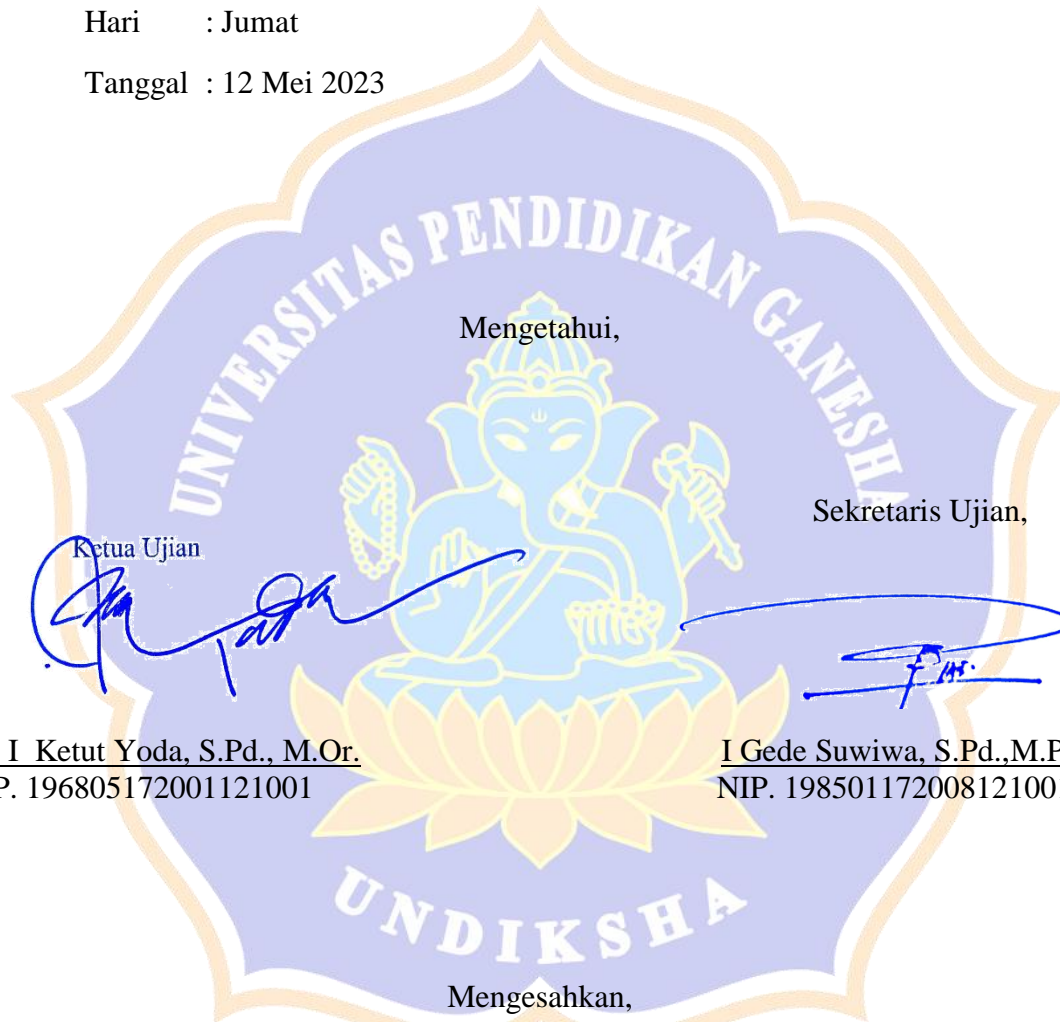 Hari : Jumat
Tanggal : 12 Mei 2023
UNIVERSITAS PENDIDIKAN GANESHA
Mengetahui,
Sekretaris Ujian,
Ketua Ujian
I Ketut Yoda, S.Pd., M.Or.
I Gede Suwiwa, S.Pd.,M.P
P. 196805172001121001
NIP. 19850117200812100
UNDIKSHA
Mengesahkan,